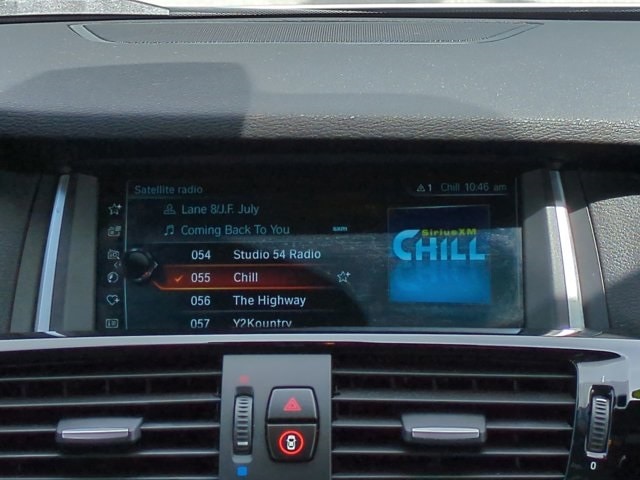 Satellite radio
1 Chill 10:46 am
Lane 8/J.F. July
Coming Back To You
SiriusXM
CHILL
054 Studio 54 Radio
055 Chill
056 The Highway
057 Y2Kountry
0